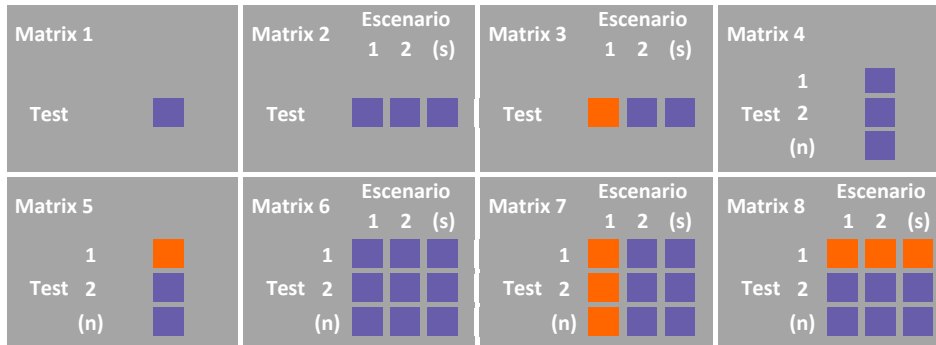 Matrix 1
Test
Matrix 2
Escenario
1 2 (s)
Test
Matrix 3
Escenario
1 2 (s)
Test
Matrix 4
1
Test 2
(n)
Matrix 5
1
Test 2
(n)
Matrix 6
Escenario
1 2 (s)
1
Test 2
(n)
Matrix 7
Escenario
1 2 (s)
1
Test 2
(n)
Matrix 8
Escenario
1 2 (s)
1
Test 2
(n)